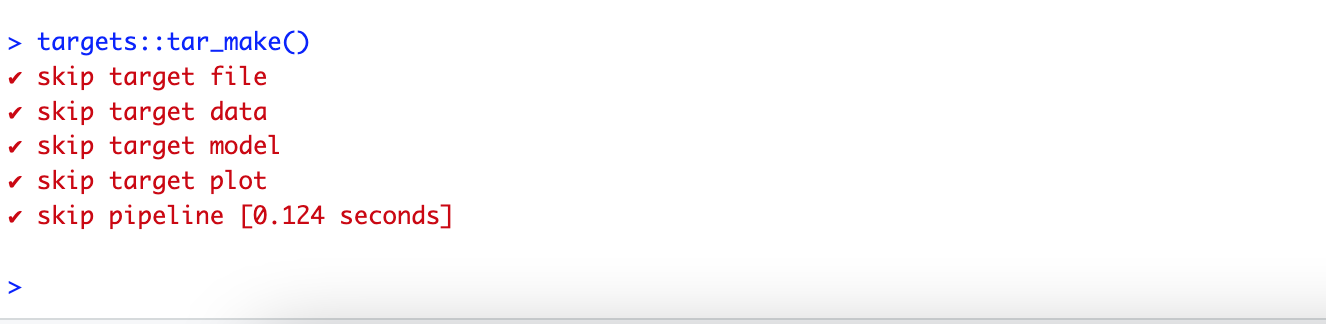 > targets::tar_make()
✔ skip target file
✔ skip target data
✔ skip target model
✔ skip target plot
✔ skip pipeline [0.124 seconds]
>